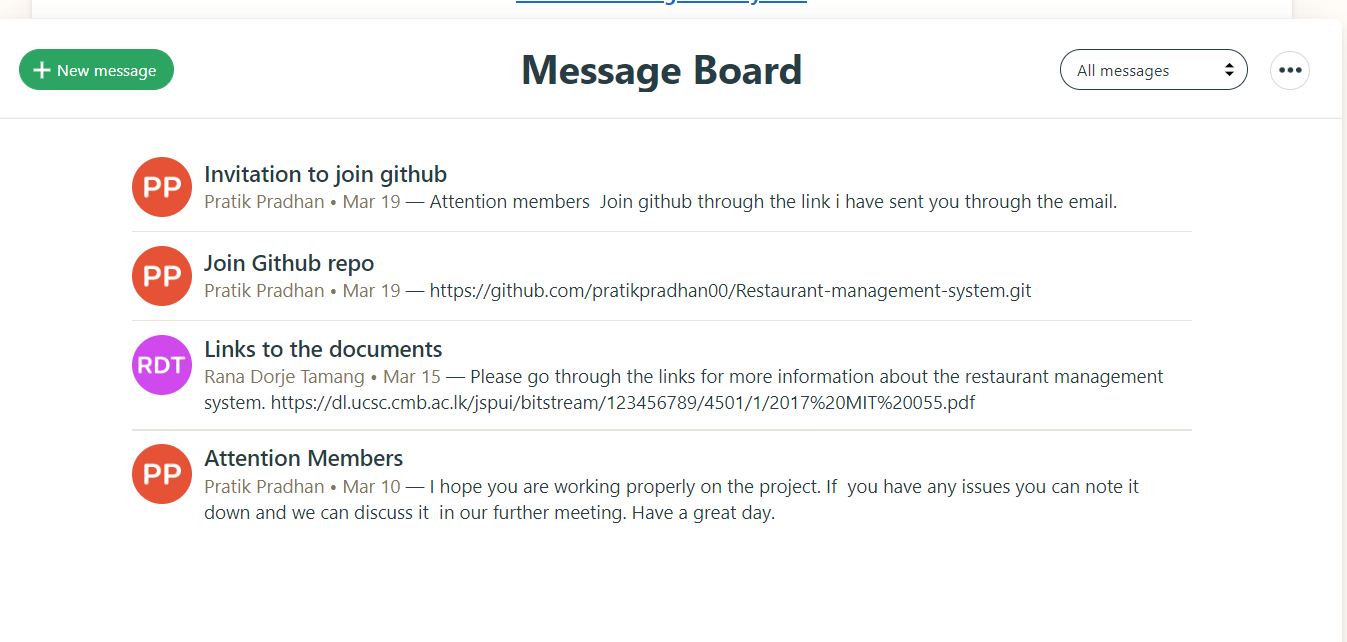 New message
Message Board
All messages
PP
Invitation to join github
Pratik Pradhan • Mar 19 — Attention members  Join github through the link i have sent you through the email.
PP
Join Github repo
Pratik Pradhan • Mar 19 — https://github.com/pratikpradhan00/Restaurant-management-system.git
RDT
Links to the documents
Rana Dorje Tamang • Mar 15 — Please go through the links for more information about the restaurant management
system. https://dl.ucsc.cmb.ac.lk/jspui/bitstream/123456789/4501/1/2017%20MIT%20055.pdf
PP
Attention Members
Pratik Pradhan • Mar 10 — I hope you are working properly on the project. If  you have any issues you can note it
down and we can discuss it  in our further meeting. Have a great day.